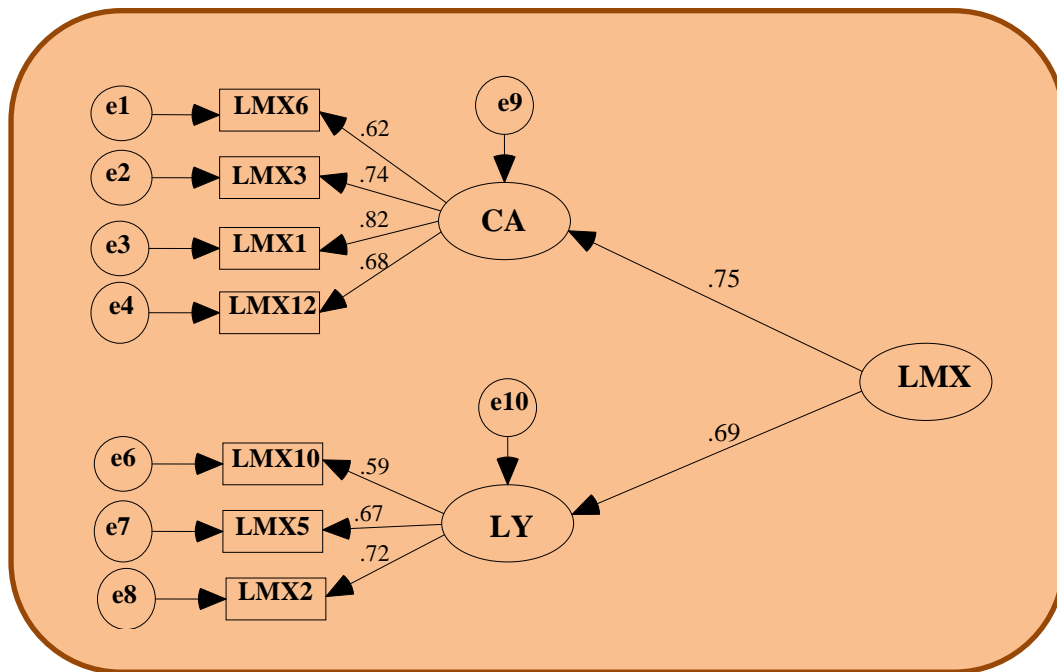 e1
LMX6
.62
e2
LMX3
.74
e3
LMX1
.82
e4
LMX12
.68
e9
CA
.75
LMX
e10
.69
e6
LMX10
.59
e7
LMX5
.67
LY
e8
LMX2
.72